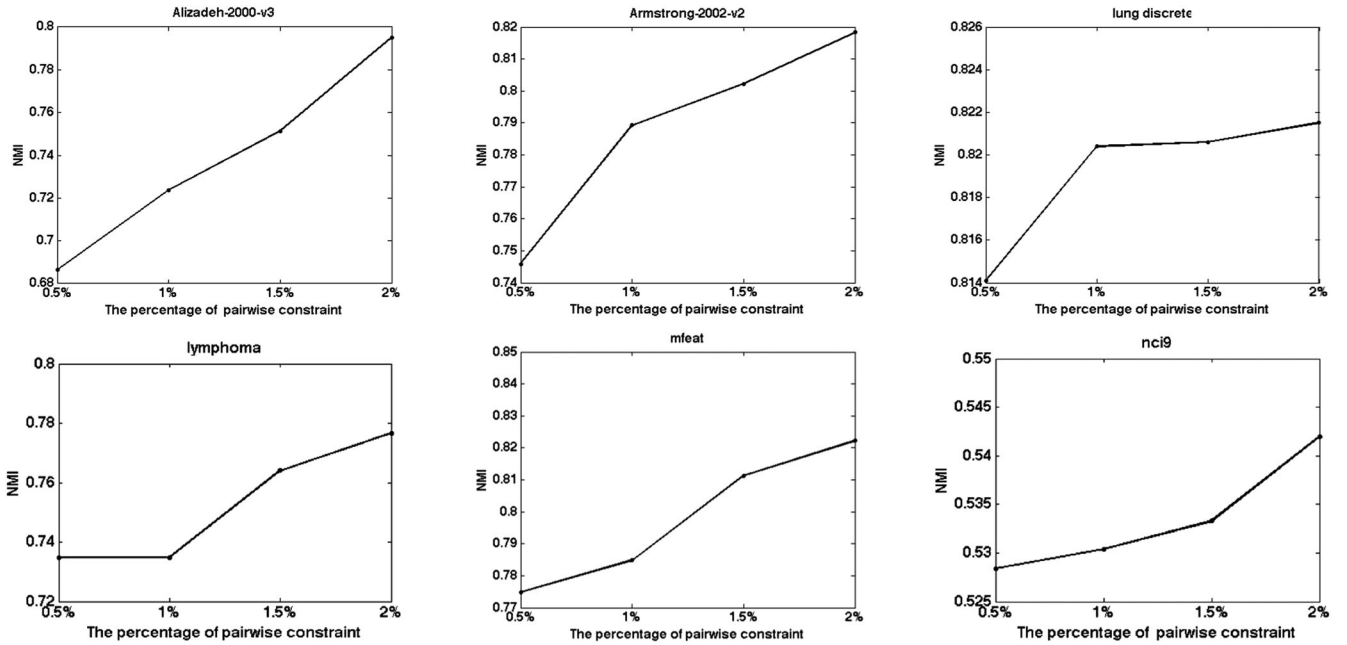 Alizadeh-2000-v3
0.8
0.78
0.76
0.74
0.72
0.7
0.68
NMI
0.5% 1% 1.5% 2%
The percentage of pairwise constraint
Armstrong-2002-v2
0.82
0.81
0.8
0.79
0.78
0.77
0.76
0.75
0.74
NMI
0.5% 1% 1.5% 2%
The percentage of pairwise constraint
lung discrete
0.826
0.824
0.822
0.82
0.818
0.816
0.814
NMI
0.5% 1% 1.5% 2%
The percentage of pairwise constraint
lymphoma
0.8
0.78
0.76
0.74
0.72
NMI
0.5% 1% 1.5% 2%
The percentage of pairwise constraint
mfeat
0.85
0.84
0.83
0.82
0.81
0.8
0.79
0.78
0.77
NMI
0.5% 1% 1.5% 2%
The percentage of pairwise constraint
nci9
0.55
0.545
0.54
0.535
0.53
0.525
NMI
0.5% 1% 1.5% 2%
The percentage of pairwise constraint